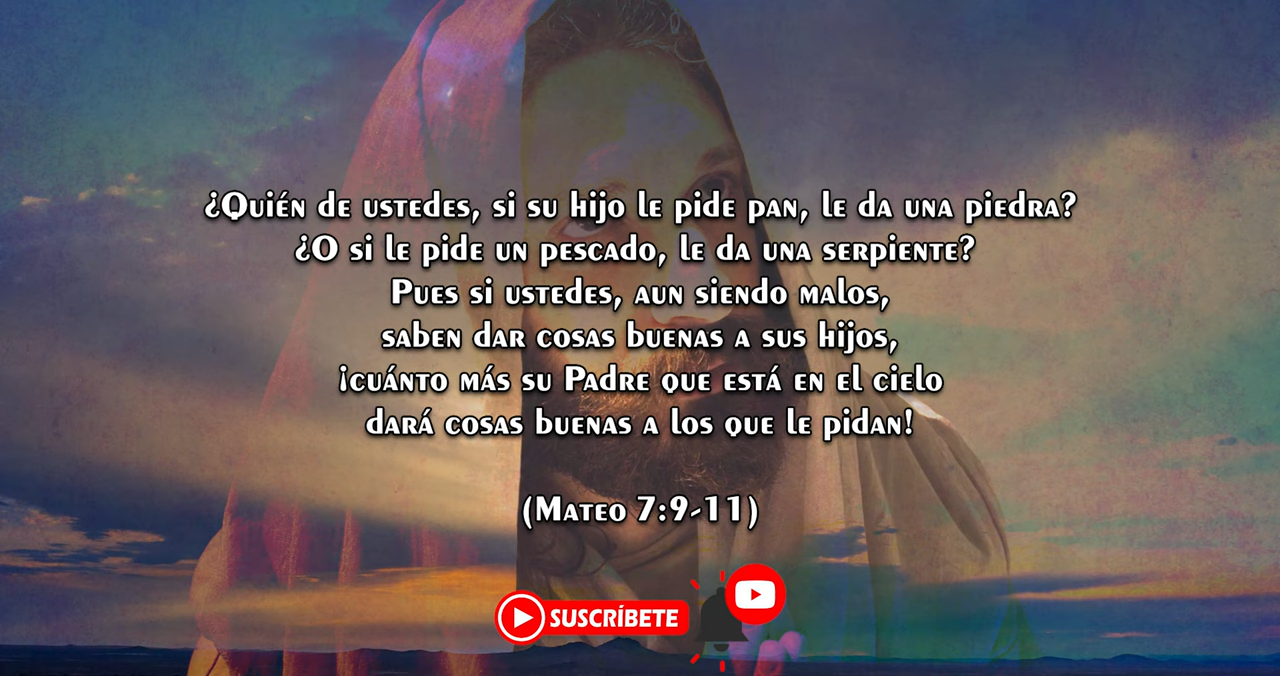 ¿Quién de ustedes, si su hijo le pide pan, le da una piedra?
¿O si le pide un pescado, le da una serpiente?
Pues si ustedes, aun siendo malos,
saben dar cosas buenas a sus hijos,
¡cuánto más su Padre que está en el cielo
dará cosas buenas a los que le pidan!
(Mateo 7:9-11)
SUSCRÍBETE